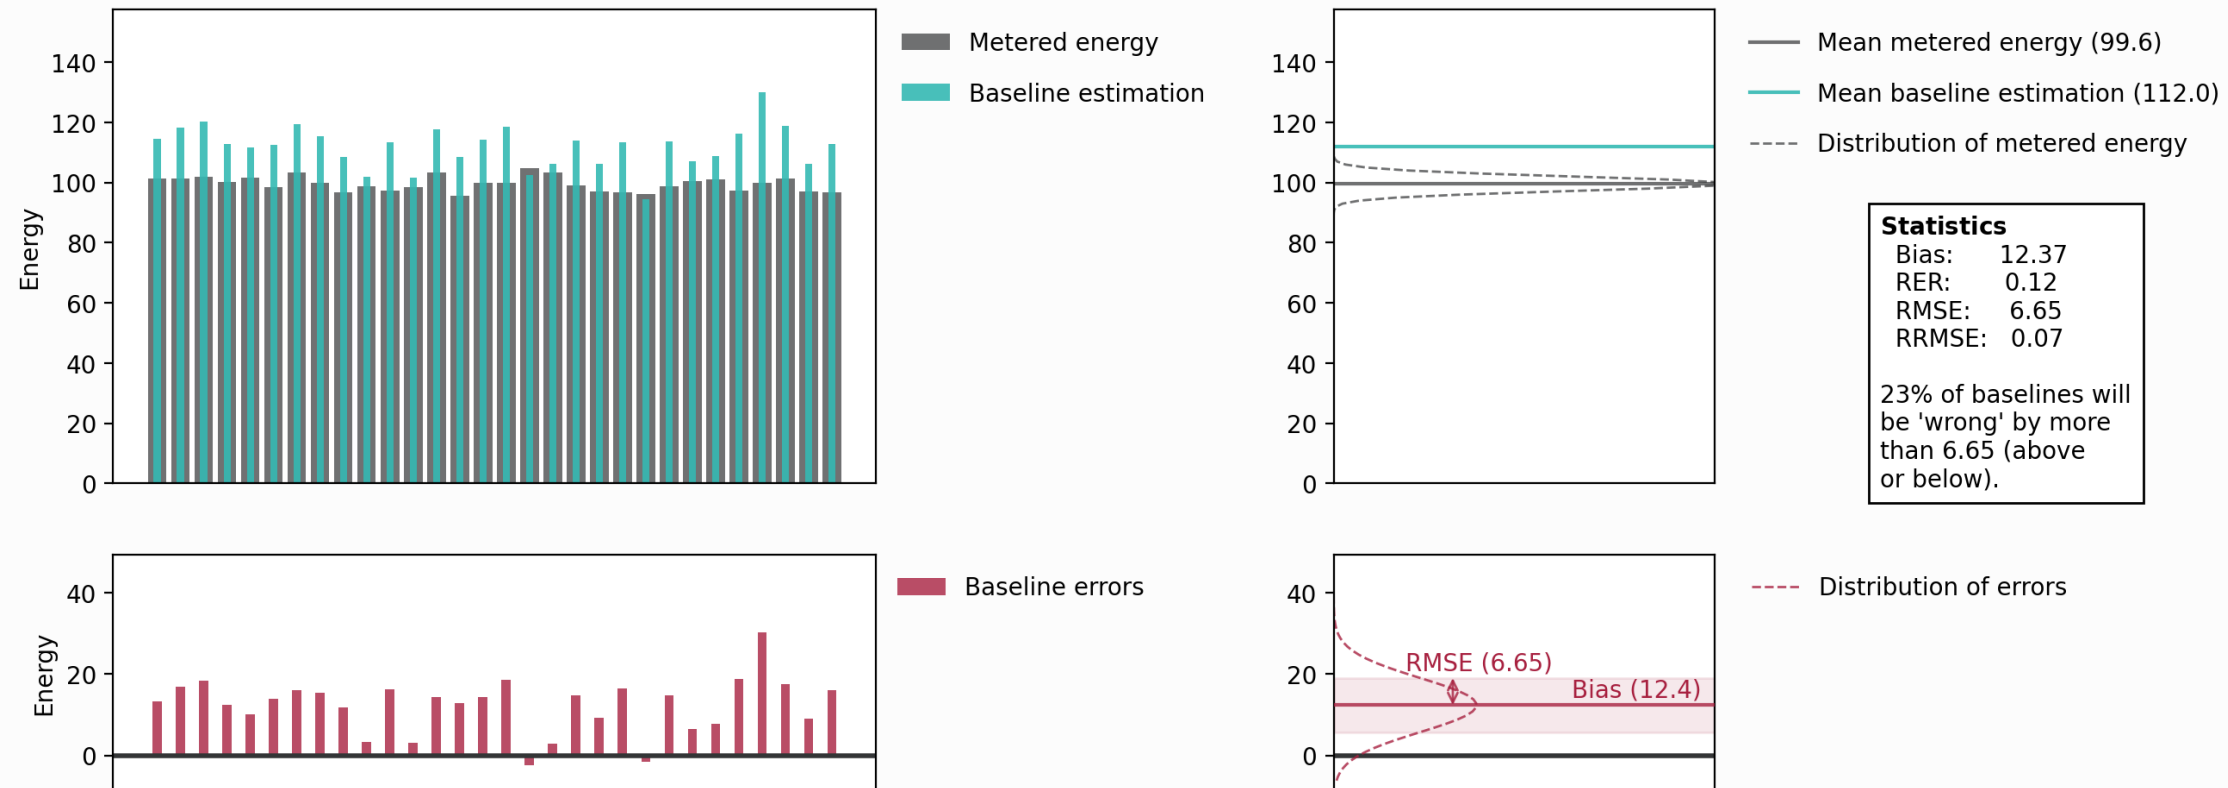 140
120
100
80
60
40
20
0
Energy
Metered energy
Baseline estimation
140
120
100
80
60
40
20
0
Mean metered energy (99.6)
Mean baseline estimation (112.0)
Distribution of metered energy
Statistics
Bias: 12.37
RER: 0.12
RMSE: 6.65
RRMSE: 0.07
23% of baselines will
be 'wrong' by more
than 6.65 (above
or below).
40
20
0
Energy
Baseline errors
40
20
0
RMSE (6.65)
Bias (12.4)
Distribution of errors